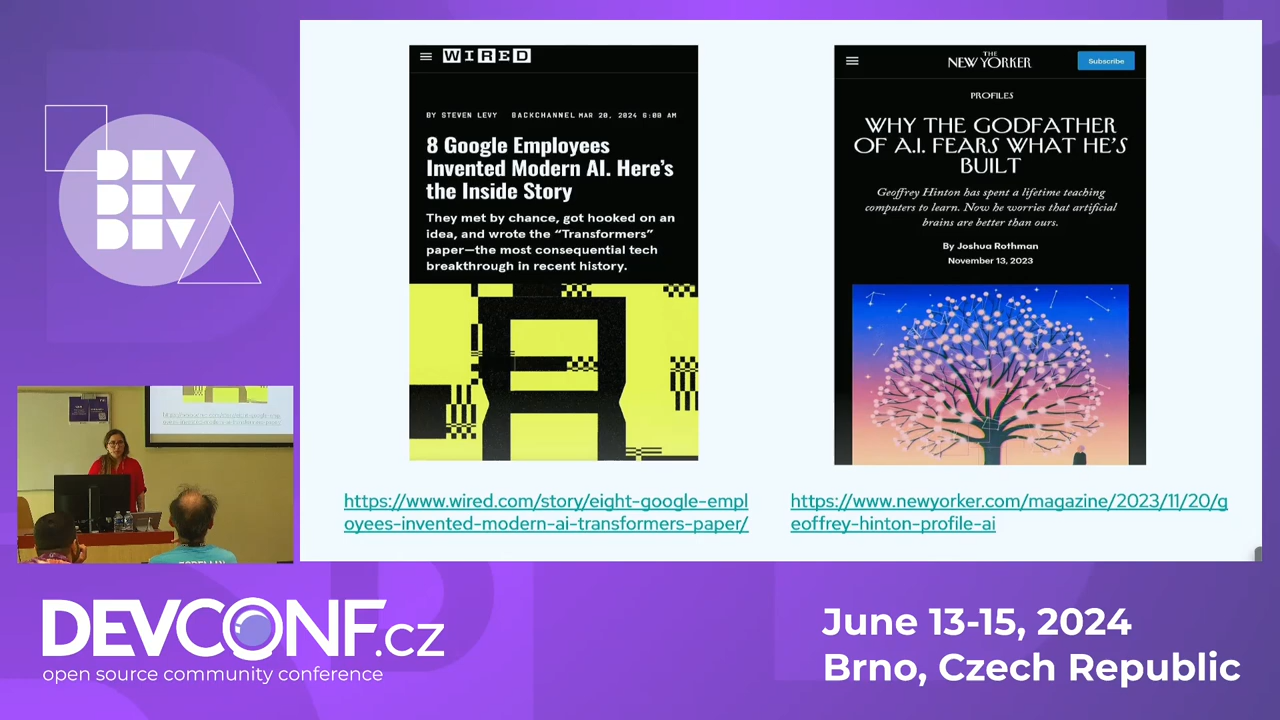 DEV
DEV
DEV
WIRED
BY STEVEN LEVY BACKCHANNEL MAR 20, 2024 6:00 AM
8 Google Employees
Invented Modern AI. Here's
the Inside Story
They met by chance, got hooked on an
idea, and wrote the “Transformers”
paper—the most consequential tech
breakthrough in recent history.
https://www.wired.com/story/eight-google-empl
oyees-invented-modern-ai-transformers-paper/
THE
NEW YORKER
Subscribe
PROFILES
WHY THE GODFATHER
OF A.I. FEARS WHAT HE'S
BUILT
Geoffrey Hinton has spent a lifetime teaching
computers to learn. Now he worries that artificial
brains are better than ours.
By Joshua Rothman
November 13, 2023
https://www.newyorker.com/magazine/2023/11/20/g
eoffrey-hinton-profile-ai
DEVCONF.cz
open source community conference
June 13-15, 2024
Brno, Czech Republic